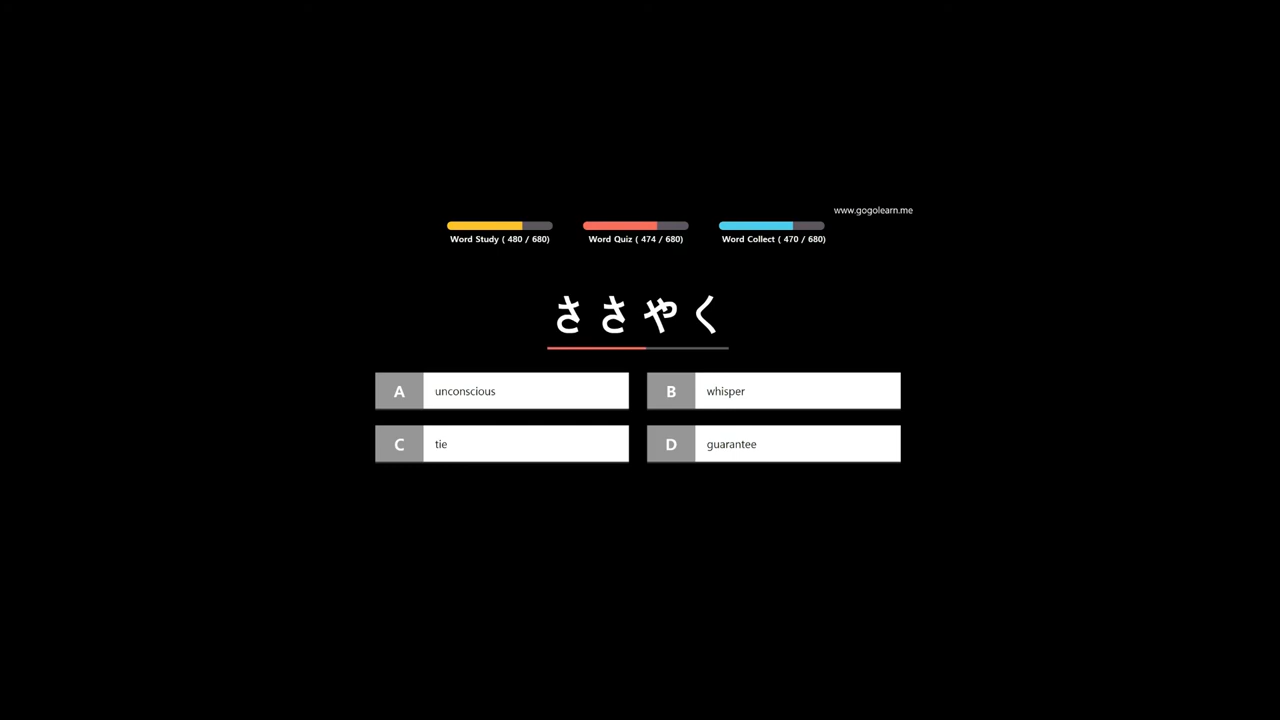 www.gogolearn.me
Word Study ( 480 / 680)
Word Quiz ( 474 / 680)
Word Collect ( 470 / 680)
ささやく
A unconscious
B whisper
C tie
D guarantee